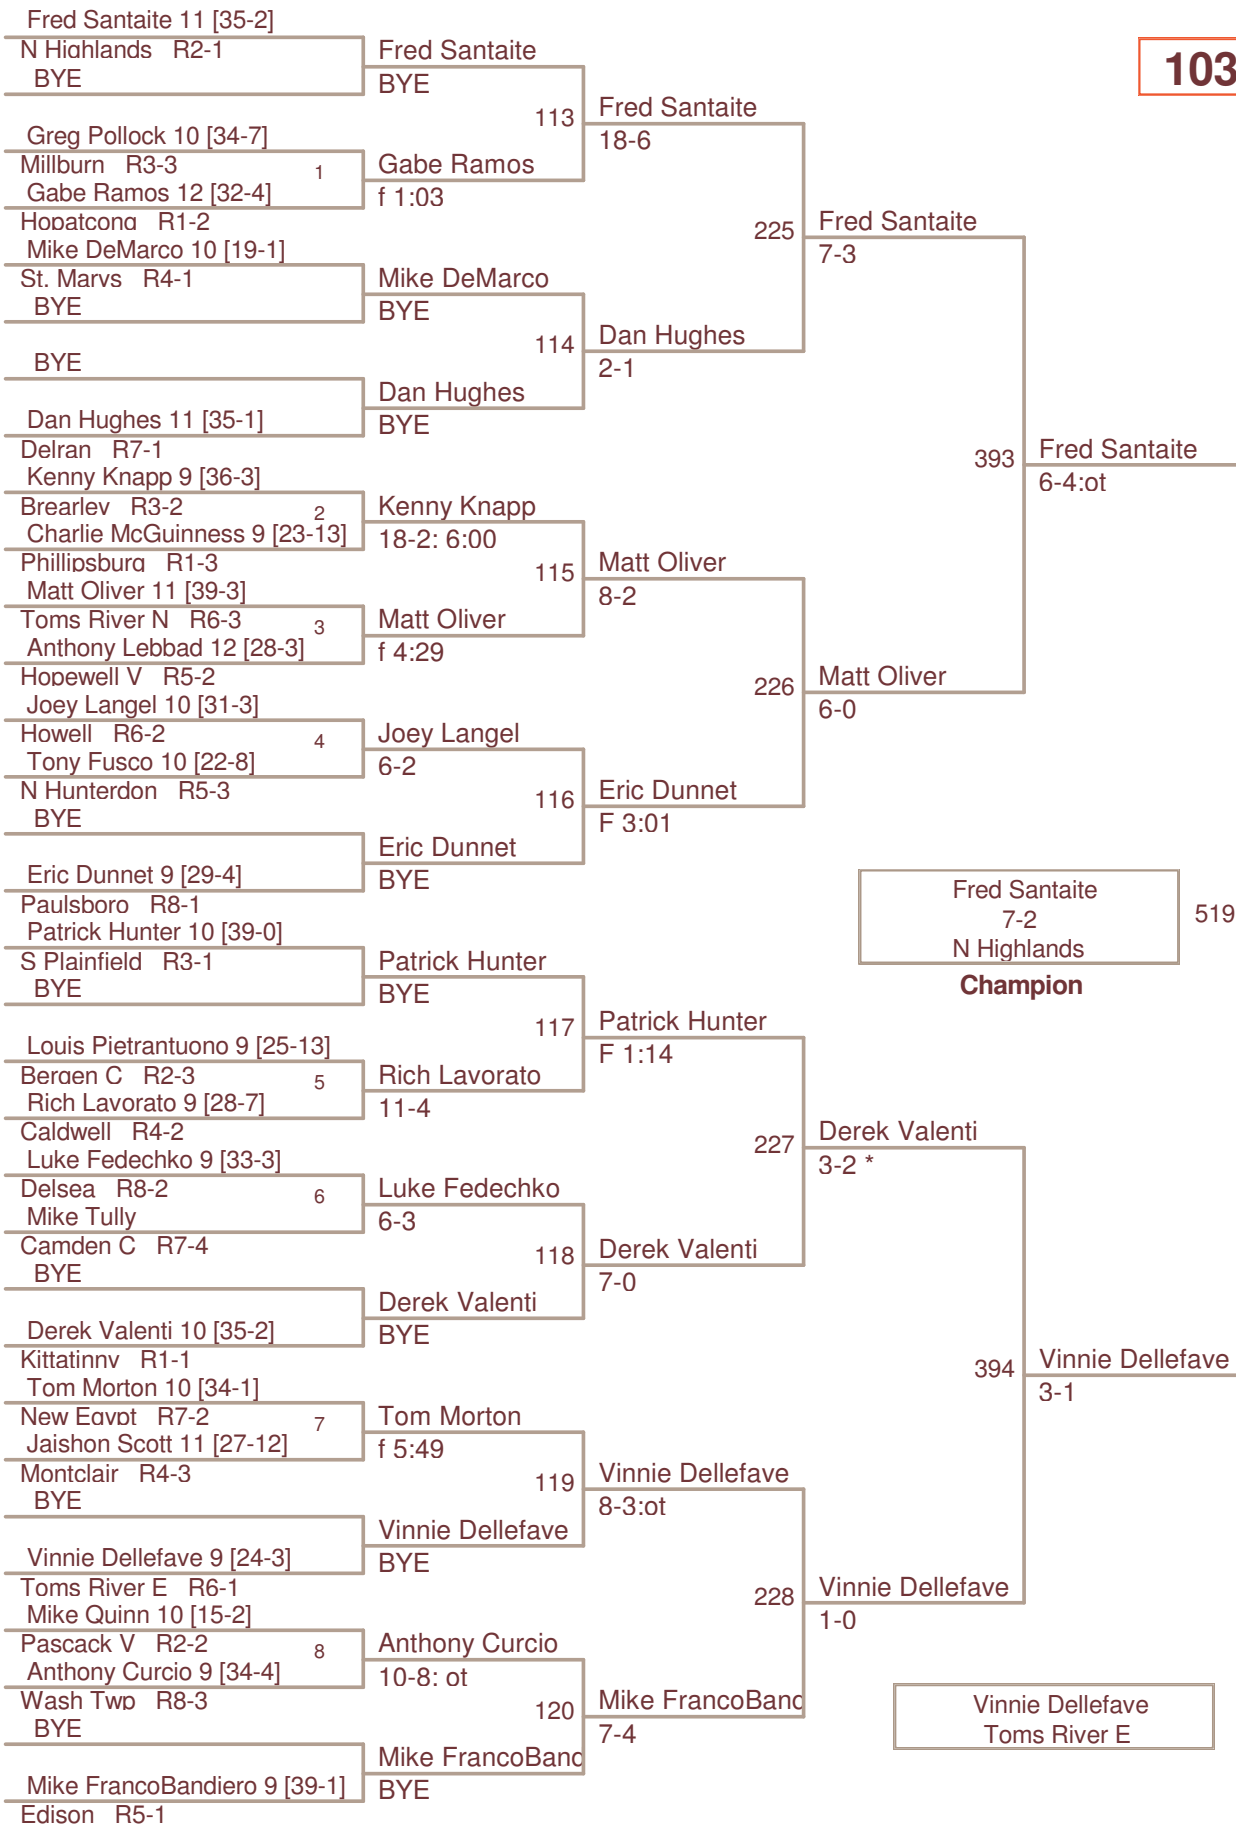 Fred Santaite 11 [35-2]
N Highlands R2-1
BYE
Greg Pollock 10 [34-7]
Millburn R3-3
1
Gabe Ramos 12 [32-4]
Hopatcong R1-2
Mike DeMarco 10 [19-1]
St. Marys R4-1
BYE
BYE
Dan Hughes 11 [35-1]
Delran R7-1
Kenny Knapp 9 [36-3]
Brearley R3-2
2
Charlie McGuinness 9 [23-13]
Phillipsburg R1-3
Matt Oliver 11 [39-3]
Toms River N R6-3
3
Anthony Lebbad 12 [28-3]
Hopewell V R5-2
Joey Langel 10 [31-3]
Howell R6-2
4
Tony Fusco 10 [22-8]
N Hunterdon R5-3
BYE
Eric Dunnet 9 [29-4]
Paulsboro R8-1
Patrick Hunter 10 [39-0]
S Plainfield R3-1
BYE
Louis Pietrantuono 9 [25-13]
Bergen C R2-3
5
Rich Lavorato 9 [28-7]
Caldwell R4-2
Luke Fedechko 9 [33-3]
Delsea R8-2
6
Mike Tully
Camden C R7-4
BYE
Derek Valenti 10 [35-2]
Kittatinny R1-1
Tom Morton 10 [34-1]
New Egypt R7-2
7
Jaishon Scott 11 [27-12]
Montclair R4-3
BYE
Vinnie Dellefave 9 [24-3]
Toms River E R6-1
Mike Quinn 10 [15-2]
Pascack V R2-2
8
Anthony Curcio 9 [34-4]
Wash Twp R8-3
BYE
Mike FrancoBandiero 9 [39-1]
Edison R5-1
Fred Santaite
BYE
113
Gabe Ramos
f 1:03
Mike DeMarco
BYE
114
Dan Hughes
BYE
Kenny Knapp
18-2: 6:00
115
Matt Oliver
f 4:29
Joey Langel
6-2
116
Eric Dunnet
BYE
Patrick Hunter
BYE
117
Rich Lavorato
11-4
Luke Fedechko
6-3
118
Derek Valenti
BYE
Tom Morton
f 5:49
119
Vinnie Dellefave
BYE
Anthony Curcio
10-8: ot
120
Mike FrancoBand
BYE
Fred Santaite
18-6
225
Dan Hughes
2-1
Matt Oliver
8-2
226
Eric Dunnet
F 3:01
Patrick Hunter
F 1:14
227
Derek Valenti
7-0
Vinnie Dellefave
8-3:ot
228
Mike FrancoBand
7-4
Fred Santaite
7-3
393
Matt Oliver
6-0
Derek Valenti
3-2 *
394
Vinnie Dellefave
1-0
103
Fred Santaite
6-4:ot
Fred Santaite
7-2
N Highlands
519
Champion
Vinnie Dellefave
3-1
Vinnie Dellefave
Toms River E